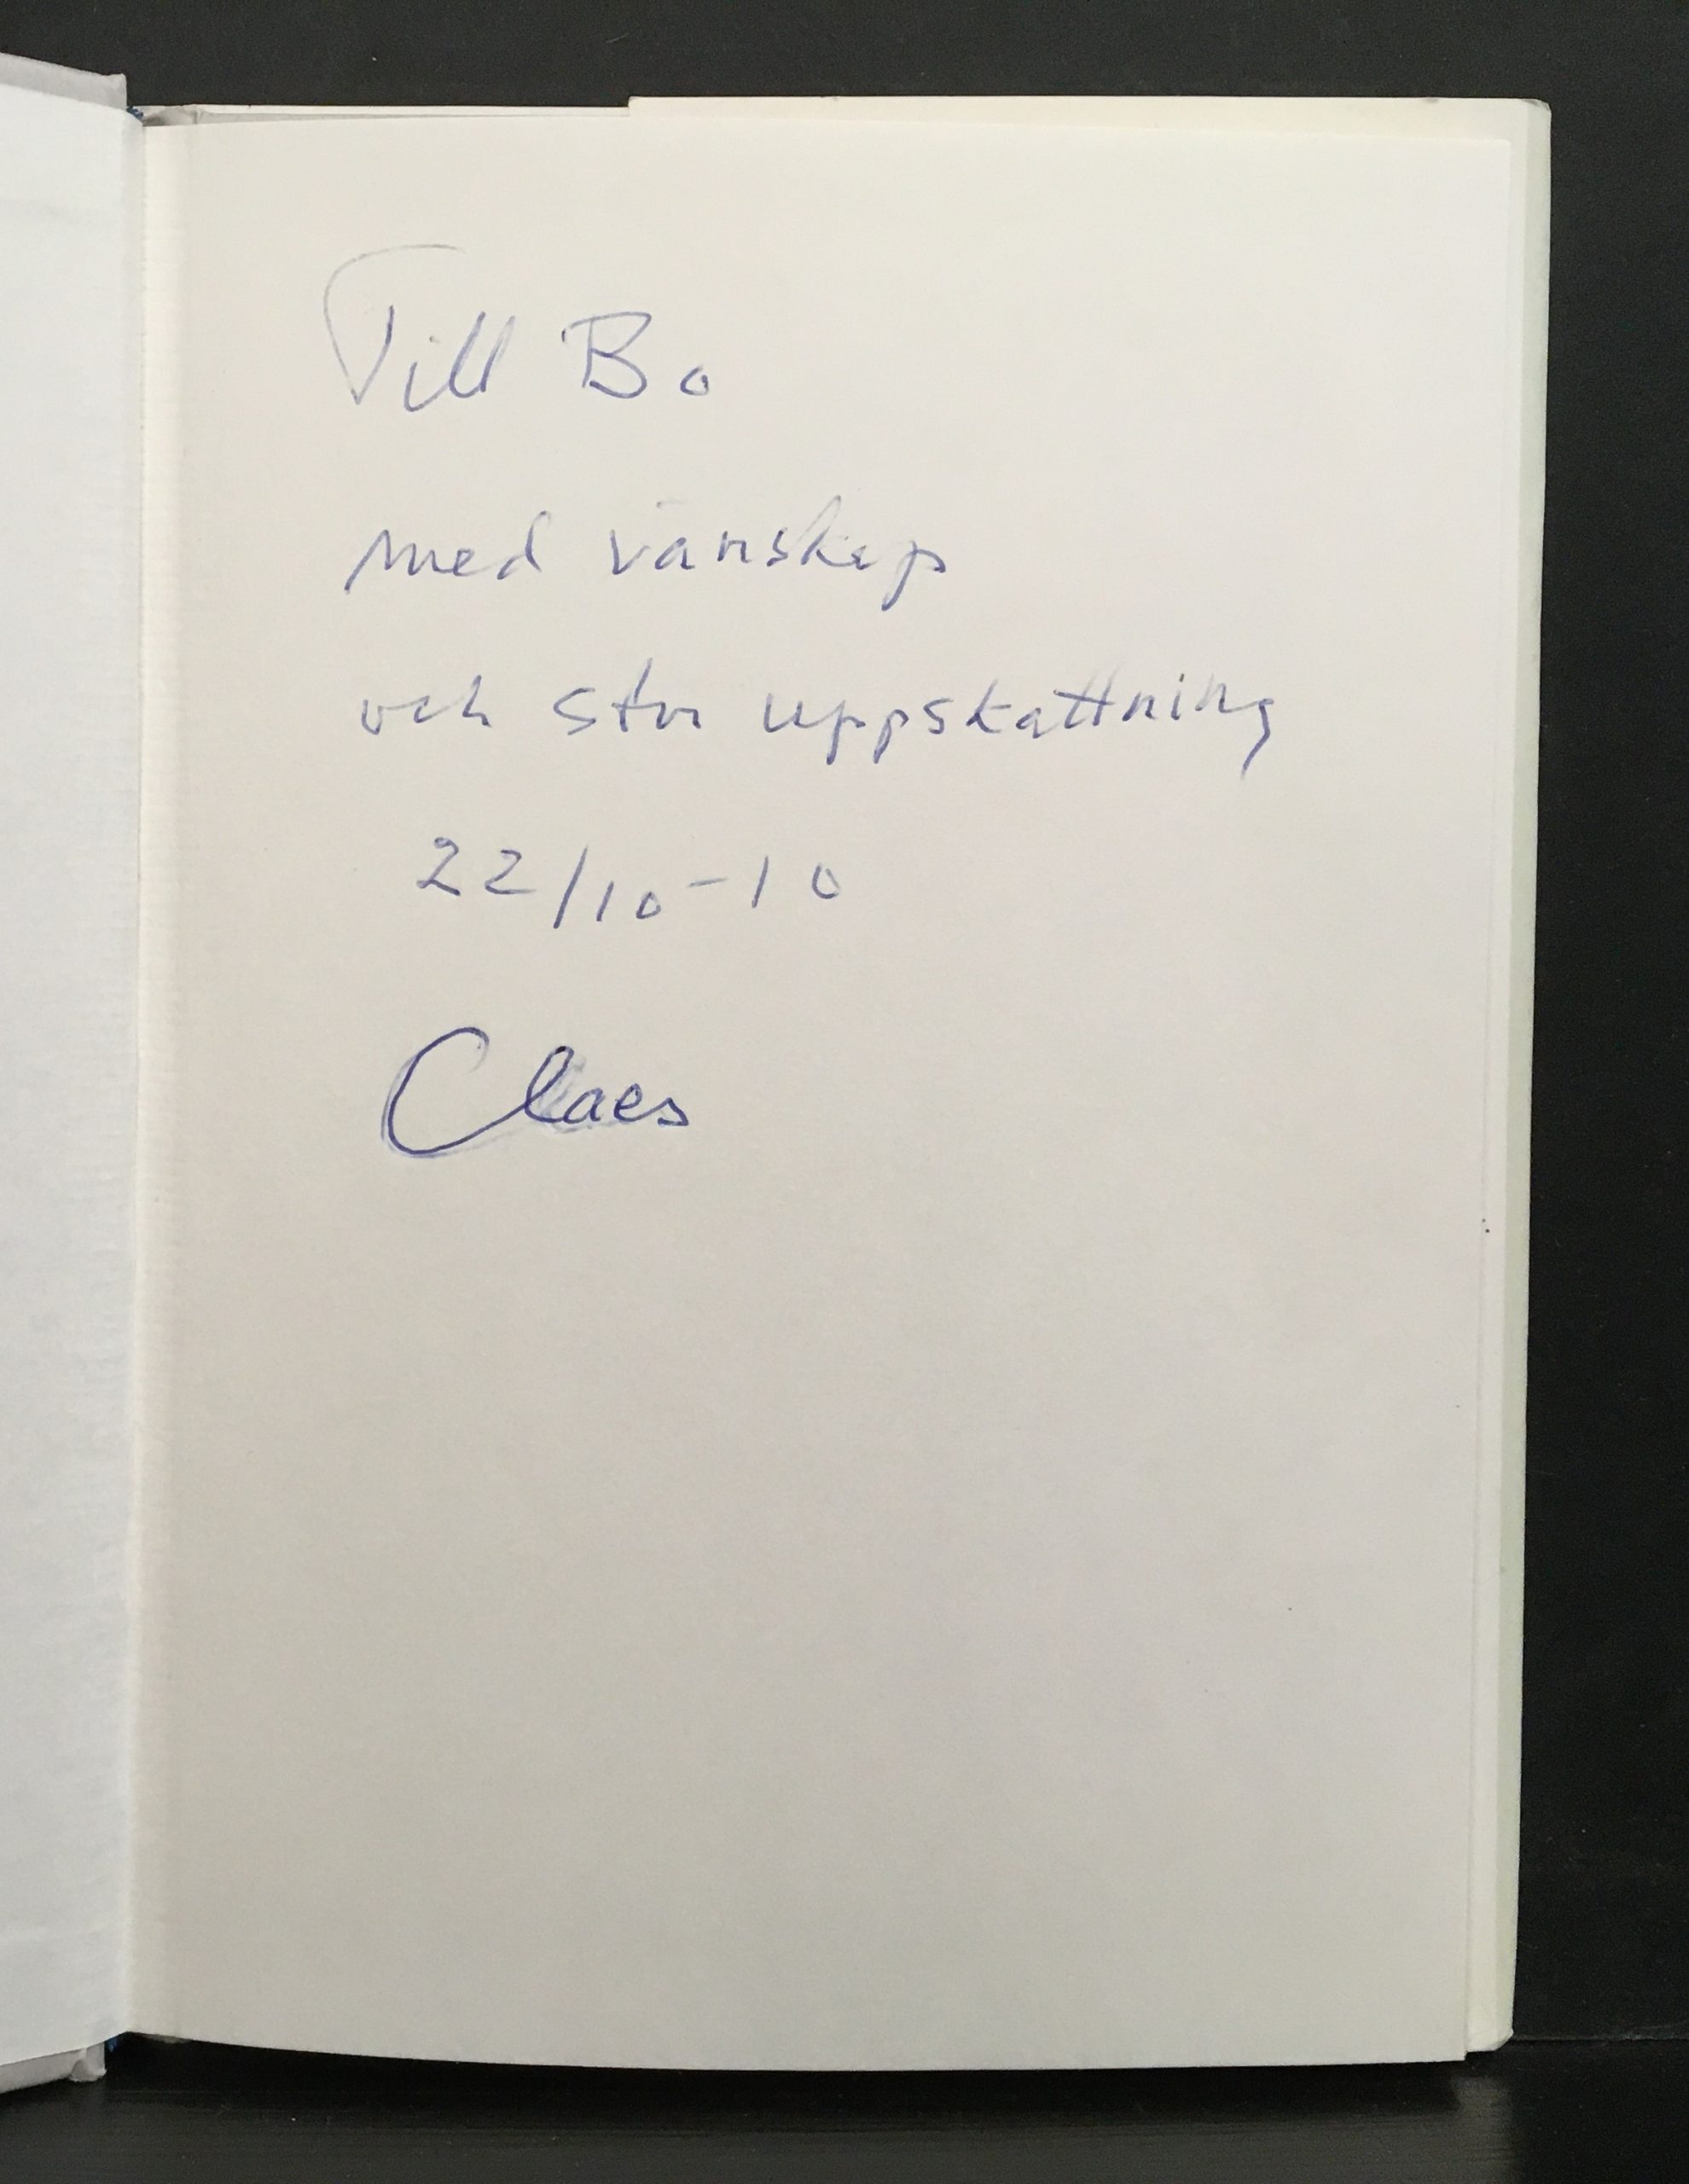 Till Bo
med vänskap
och stor uppskattning
22/10-10
Claes